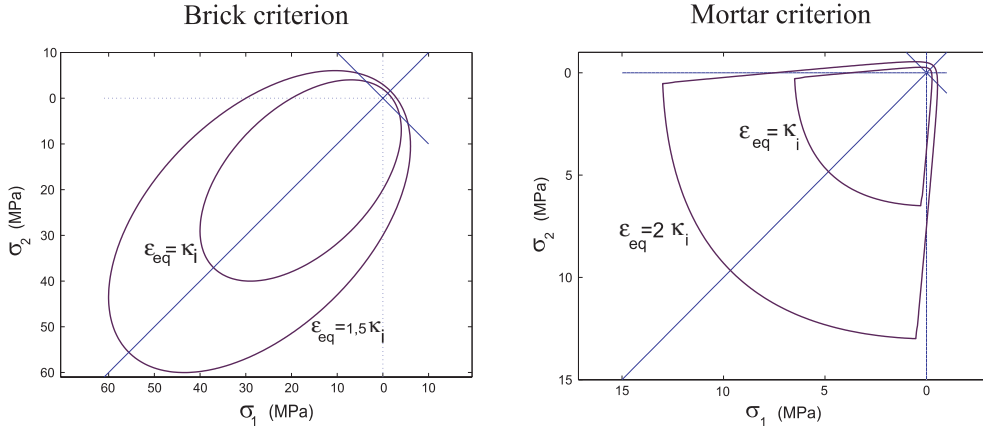 Brick criterion
10
0
10
20
30
40
50
60
σ2 (MPa)
εeq=κi
εeq=1,5κi
60 50 40 30 20 10 0 10
σ1 (MPa)
Mortar criterion
0
5
10
15
σ2 (MPa)
εeq=κi
εeq=2 κi
15 10 5 0
σ1 (MPa)